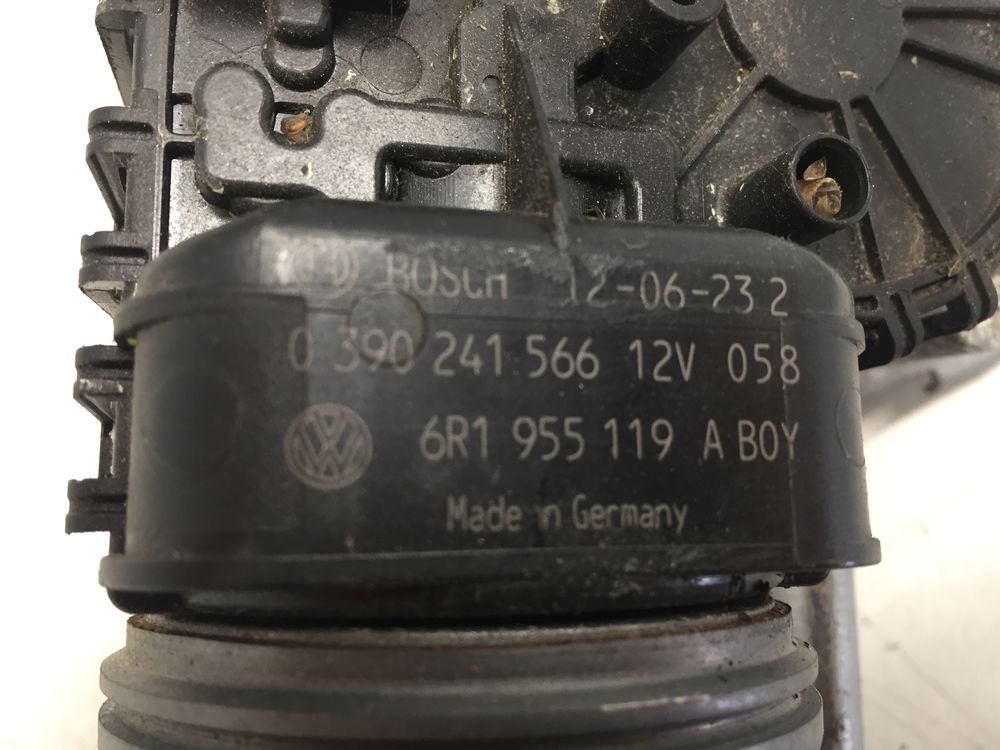 BOSCH 12-06-23 2
0 390 241 566 12V 058
6R1 955 119 A BOY
Made in Germany